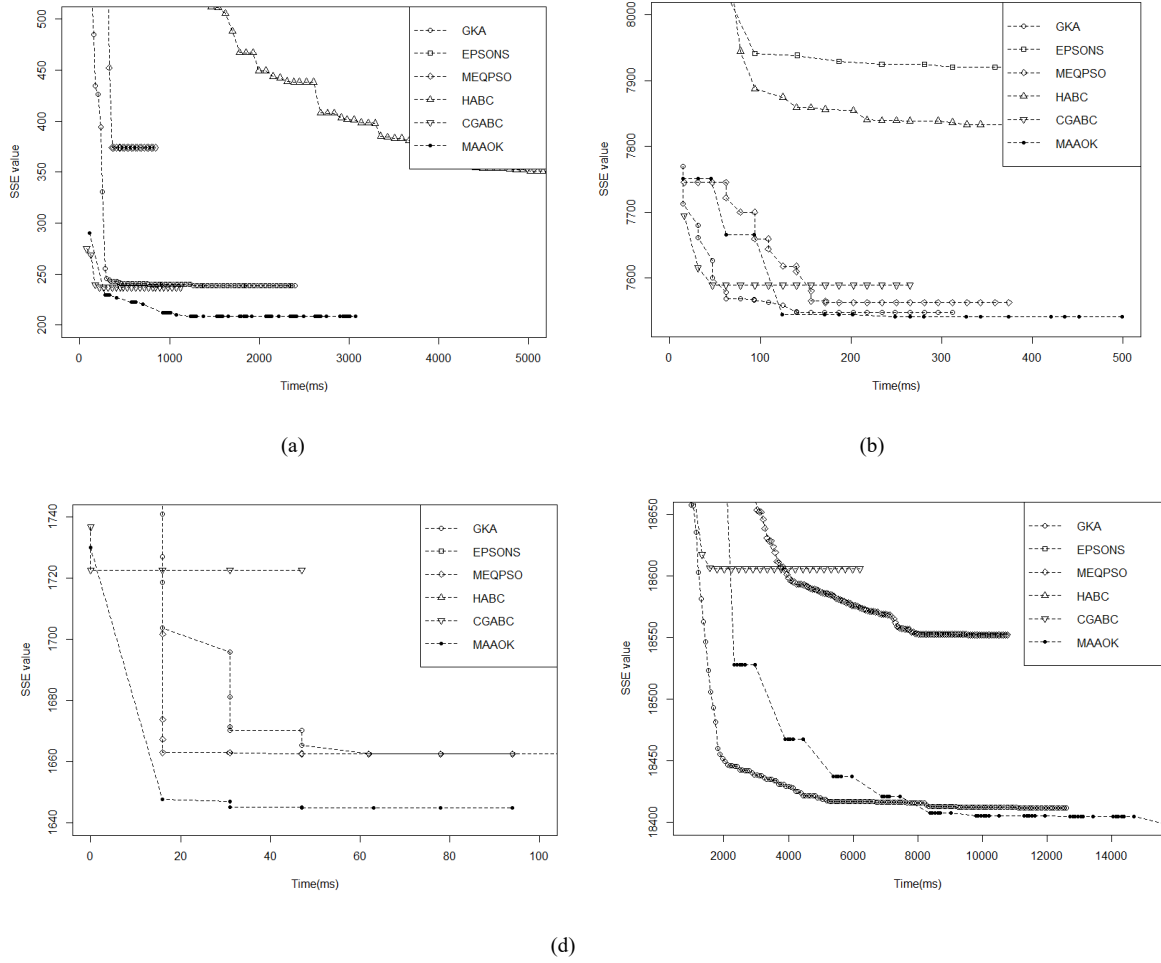 500
450
400
350
300
250
200
SSE value
0
1000
2000
3000
4000
5000
Time(ms)
GKA
EPSONS
MEQPSO
HABC
CGABC
MAAOK
(a)
8000
7900
7800
7700
7600
SSE value
0
100
200
300
400
500
Time(ms)
GKA
EPSONS
MEQPSO
HABC
CGABC
MAAOK
(b)
1740
1720
1700
1680
1660
1640
SSE value
0
20
40
60
80
100
Time(ms)
GKA
EPSONS
MEQPSO
HABC
CGABC
MAAOK
18650
18600
18550
18500
18450
18400
SSE value
2000
4000
6000
8000
10000
12000
14000
Time(ms)
GKA
EPSONS
MEQPSO
HABC
CGABC
MAAOK
(d)